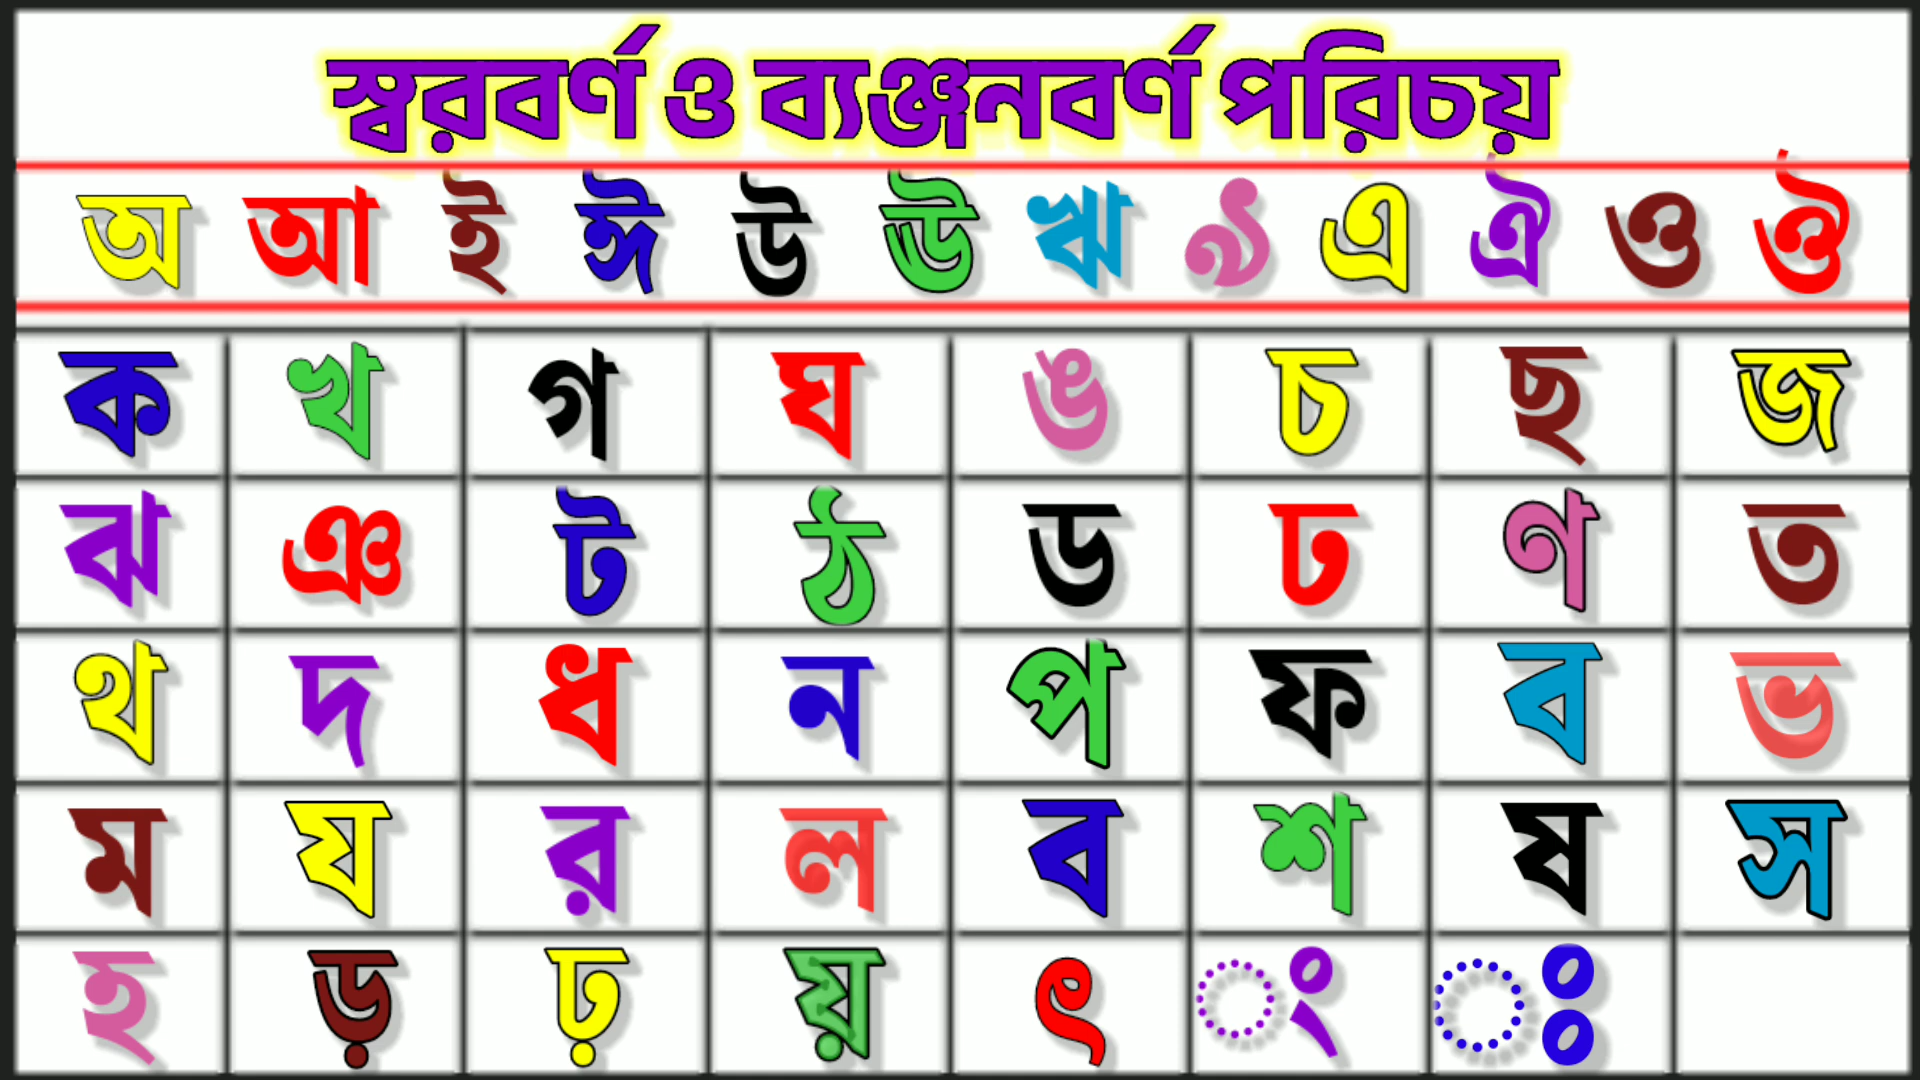 স্বরবর্ণ ও ব্যঞ্জনবর্ণ পরিচয়
অ আ ই ঈ উ ঊ ঋ ঌ এ ঐ ও ঔ
ক খ গ ঘ ঙ চ ছ জ
ঝ ঞ ট ঠ ড ঢ ণ ত
থ দ ধ ন প ফ ব ভ
ম য র ল ব শ ষ স
হ ড় ঢ় য় ৎ ং ঃ